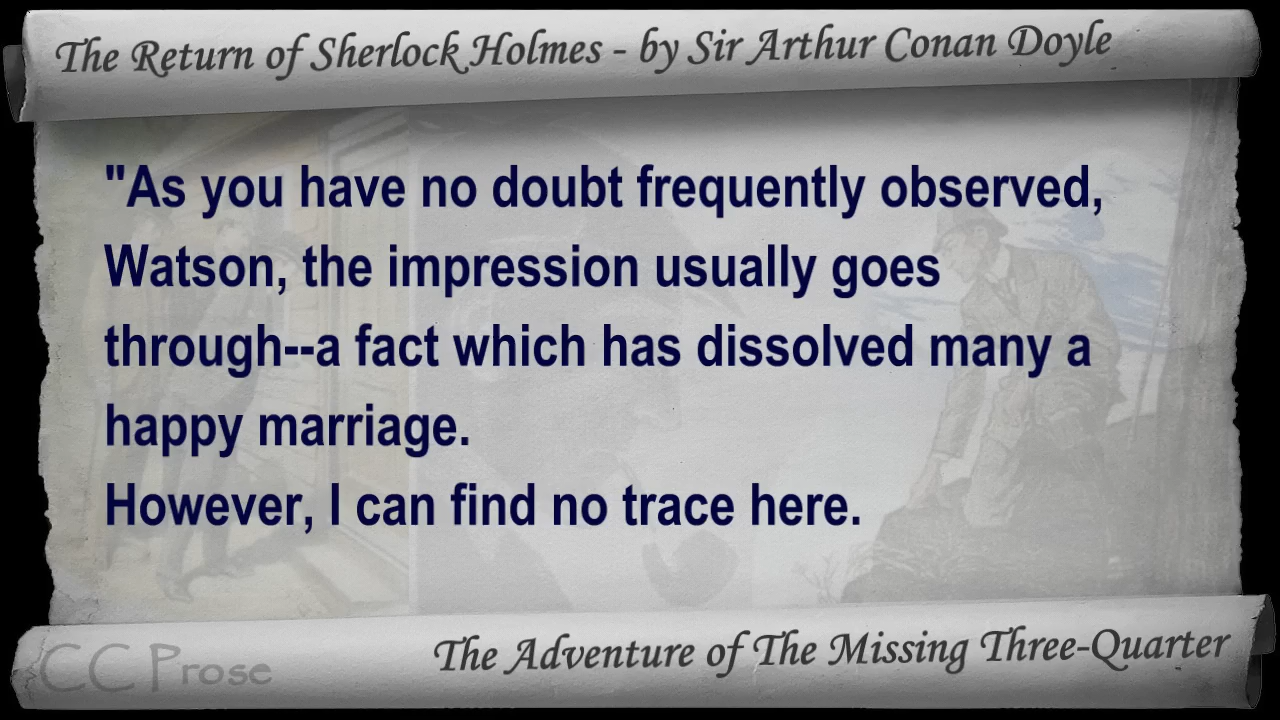 The Return of Sherlock Holmes - by Sir Arthur Conan Doyle
"As you have no doubt frequently observed,
Watson, the impression usually goes
through--a fact which has dissolved many a
happy marriage.
However, I can find no trace here.
CC Prose
The Adventure of The Missing Three-Quarter